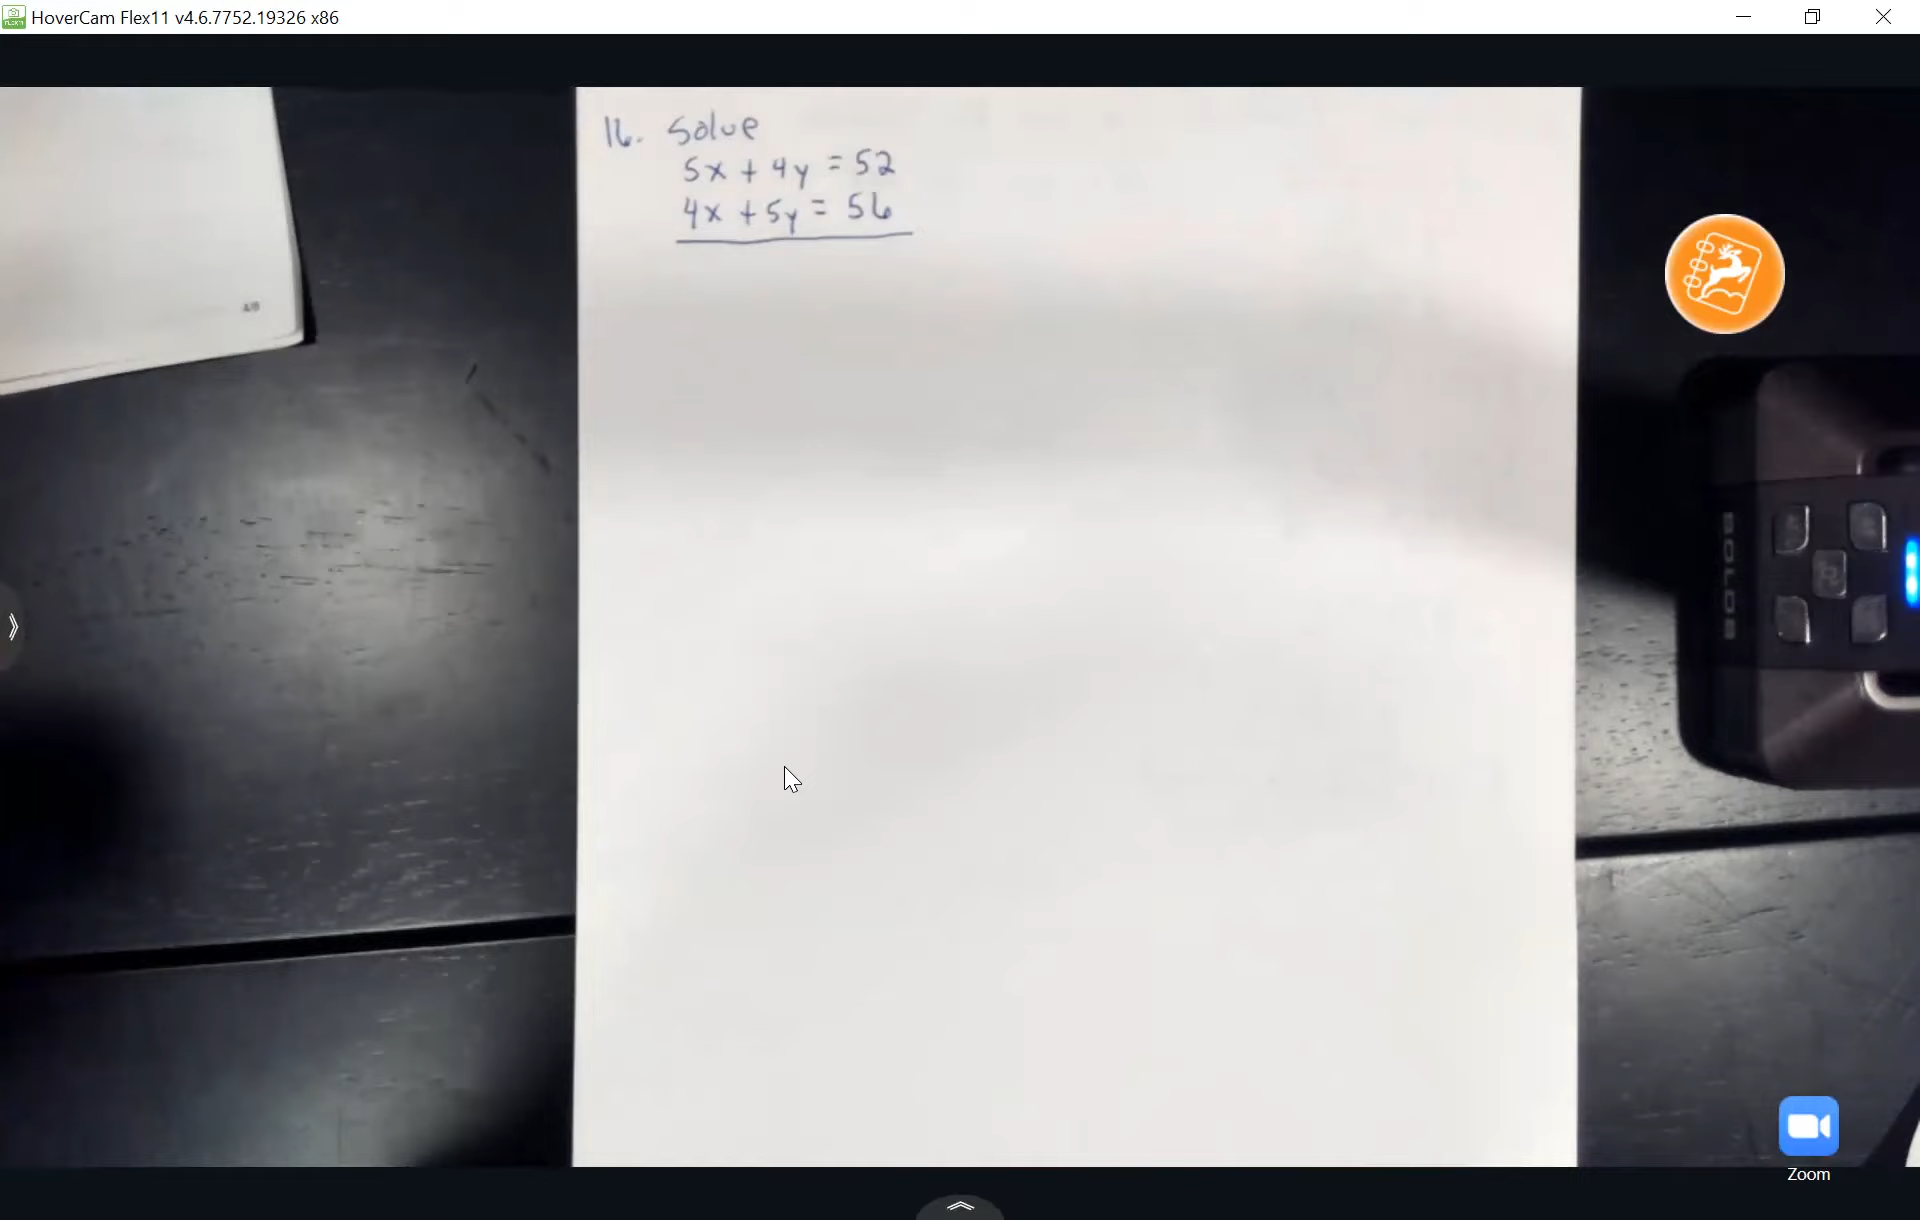 HoverCam Flex11 v4.6.7752.19326 x86
16. Solve
5x + 4y = 52
4x + 5y = 56
Zoom